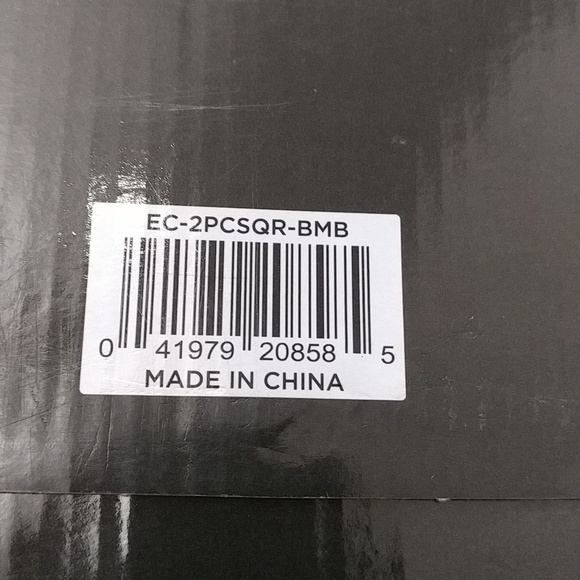 EC-2PCSQR-BMB
0 41979 20858 5
MADE IN CHINA